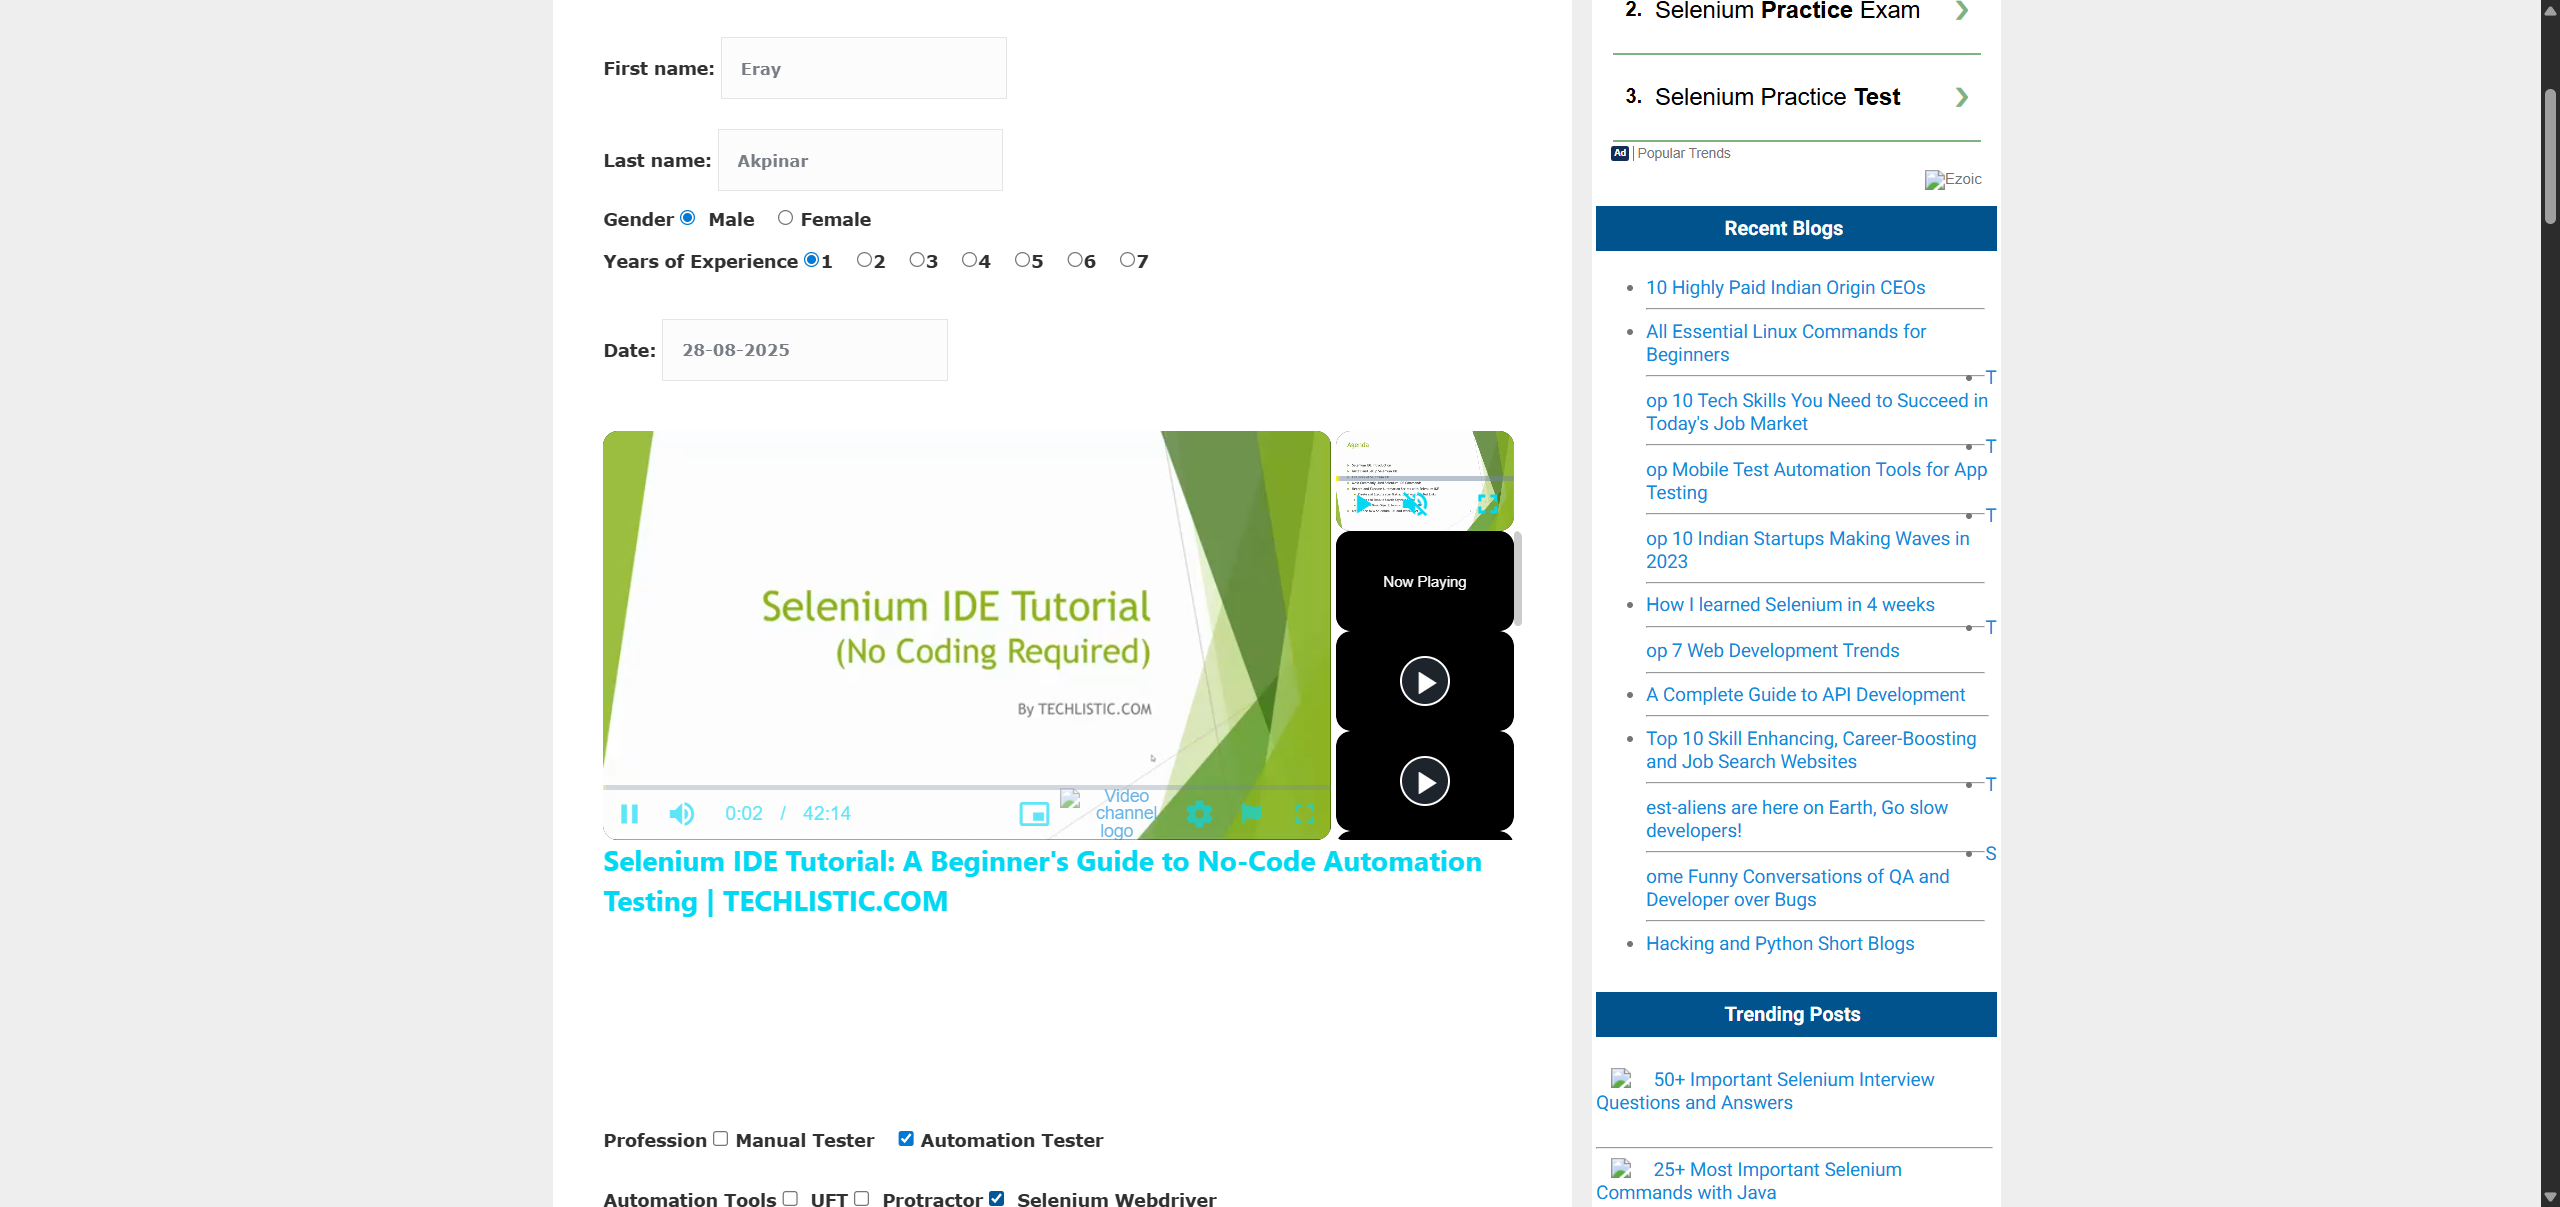 First name: Eray
Last name: Akpinar
Gender Male Female
Years of Experience 1 2 3 4 5 6 7
Date: 28-08-2025
Selenium IDE Tutorial
(No Coding Required)
By TECHLISTIC.COM
0:02 / 42:14
Video
channel
logo
Agenda
Now Playing
Selenium IDE Tutorial: A Beginner's Guide to No-Code Automation
Testing | TECHLISTIC.COM
Profession Manual Tester Automation Tester
Automation Tools UFT Protractor Selenium Webdriver
2. Selenium Practice Exam
3. Selenium Practice Test
Ad | Popular Trends
Ezoic
Recent Blogs
10 Highly Paid Indian Origin CEOs
All Essential Linux Commands for
Beginners
T
op 10 Tech Skills You Need to Succeed in
Today's Job Market
T
op Mobile Test Automation Tools for App
Testing
T
op 10 Indian Startups Making Waves in
2023
How I learned Selenium in 4 weeks
T
op 7 Web Development Trends
A Complete Guide to API Development
Top 10 Skill Enhancing, Career-Boosting
and Job Search Websites
T
est-aliens are here on Earth, Go slow
developers!
S
ome Funny Conversations of QA and
Developer over Bugs
Hacking and Python Short Blogs
Trending Posts
50+ Important Selenium Interview
Questions and Answers
25+ Most Important Selenium
Commands with Java